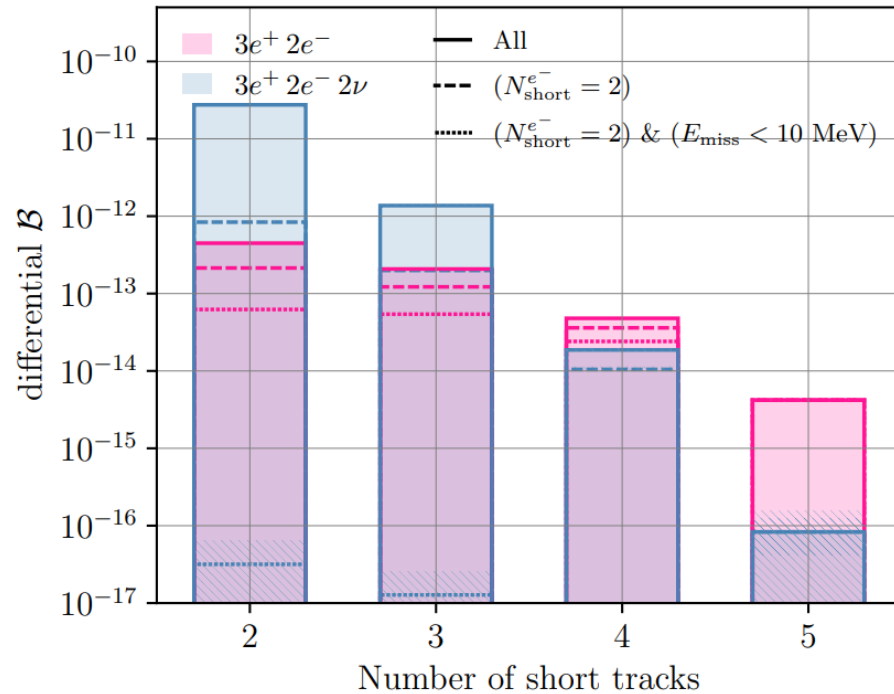 3e⁺ 2e⁻
3e⁺ 2e⁻ 2ν
All
(N^{e⁻}_{short} = 2)
(N^{e⁻}_{short} = 2) & (E_{miss} < 10 MeV)
differential ℬ
10⁻¹⁰
10⁻¹¹
10⁻¹²
10⁻¹³
10⁻¹⁴
10⁻¹⁵
10⁻¹⁶
10⁻¹⁷
2 3 4 5
Number of short tracks